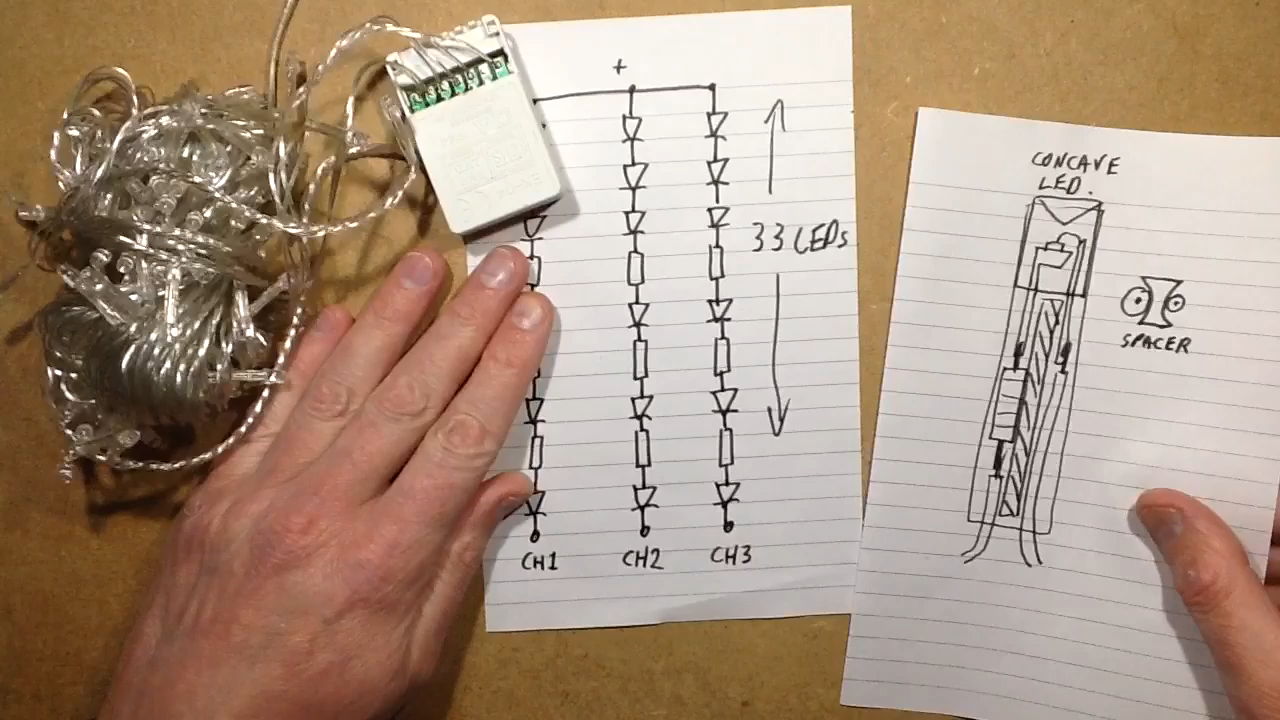 +
33 LEDs
CH1
CH2
CH3
CONCAVE
LED.
SPACER